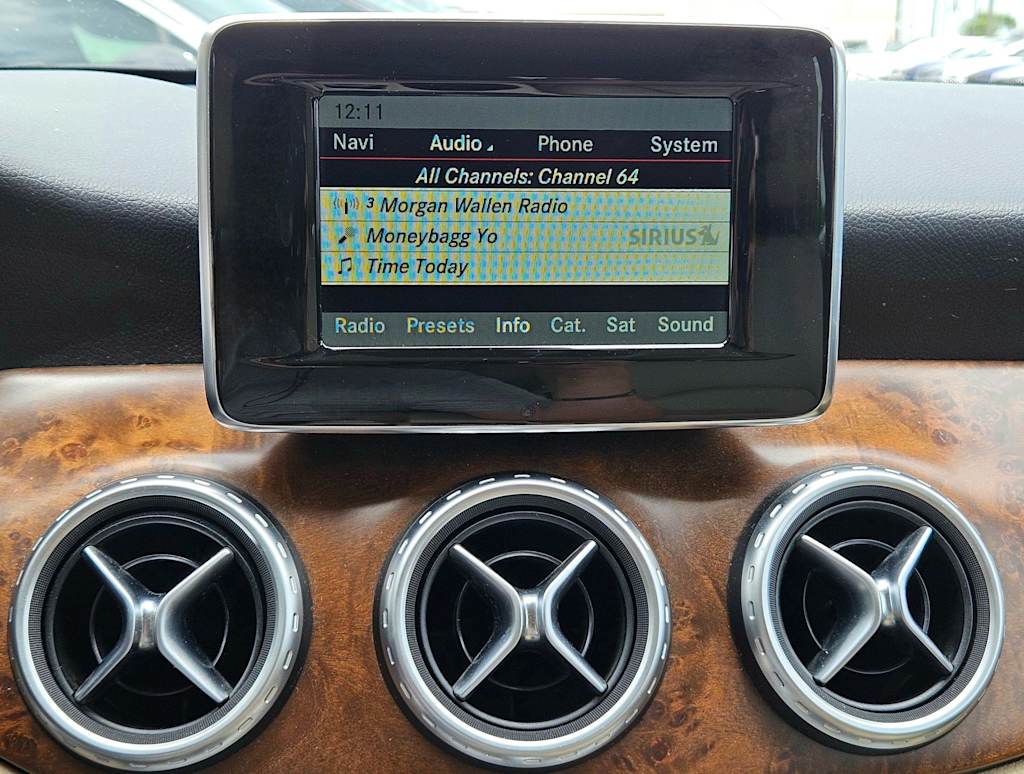 12:11
Navi Audio Phone System
All Channels: Channel 64
3 Morgan Wallen Radio
Moneybagg Yo SIRIUS
Time Today
Radio Presets Info Cat. Sat Sound